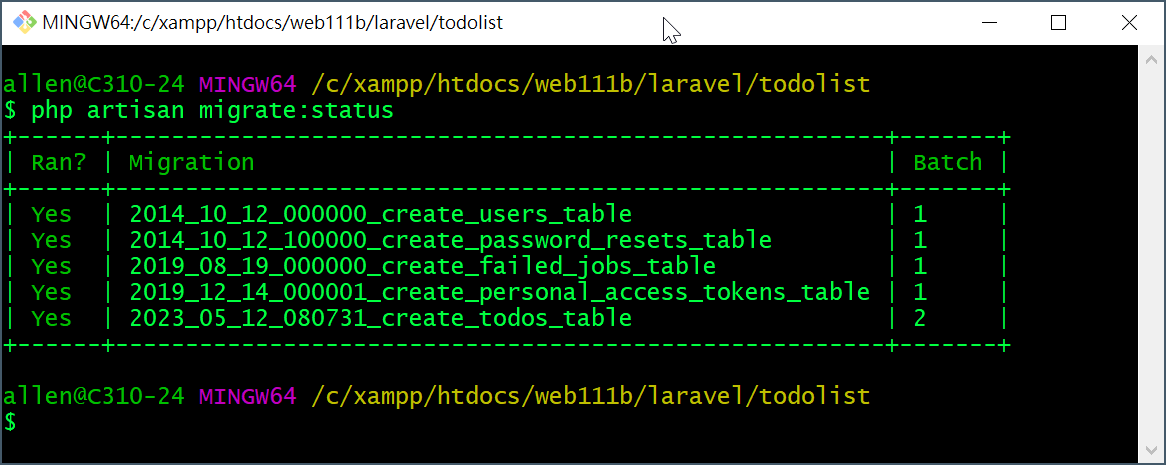 MINGW64:/c/xampp/htdocs/web111b/laravel/todolist
allen@C310-24 MINGW64 /c/xampp/htdocs/web111b/laravel/todolist
$ php artisan migrate:status
+------+-------------------------------------------------------+-------+
| Ran? | Migration                                             | Batch |
+------+-------------------------------------------------------+-------+
| Yes  | 2014_10_12_000000_create_users_table                  | 1     |
| Yes  | 2014_10_12_100000_create_password_resets_table        | 1     |
| Yes  | 2019_08_19_000000_create_failed_jobs_table            | 1     |
| Yes  | 2019_12_14_000001_create_personal_access_tokens_table | 1     |
| Yes  | 2023_05_12_080731_create_todos_table                  | 2     |
+------+-------------------------------------------------------+-------+
allen@C310-24 MINGW64 /c/xampp/htdocs/web111b/laravel/todolist
$